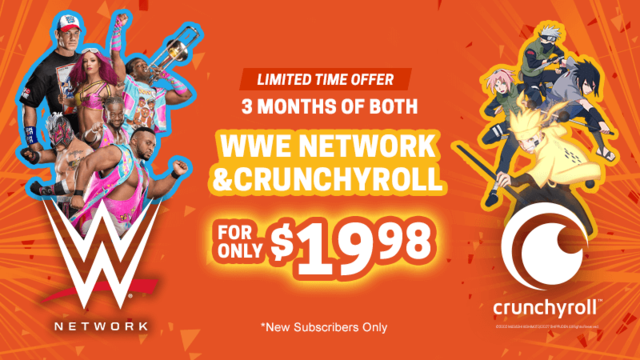 LIMITED TIME OFFER
3 MONTHS OF BOTH
WWE NETWORK
&CRUNCHYROLL
FOR
ONLY $19.98
*New Subscribers Only
W
NETWORK
crunchyroll